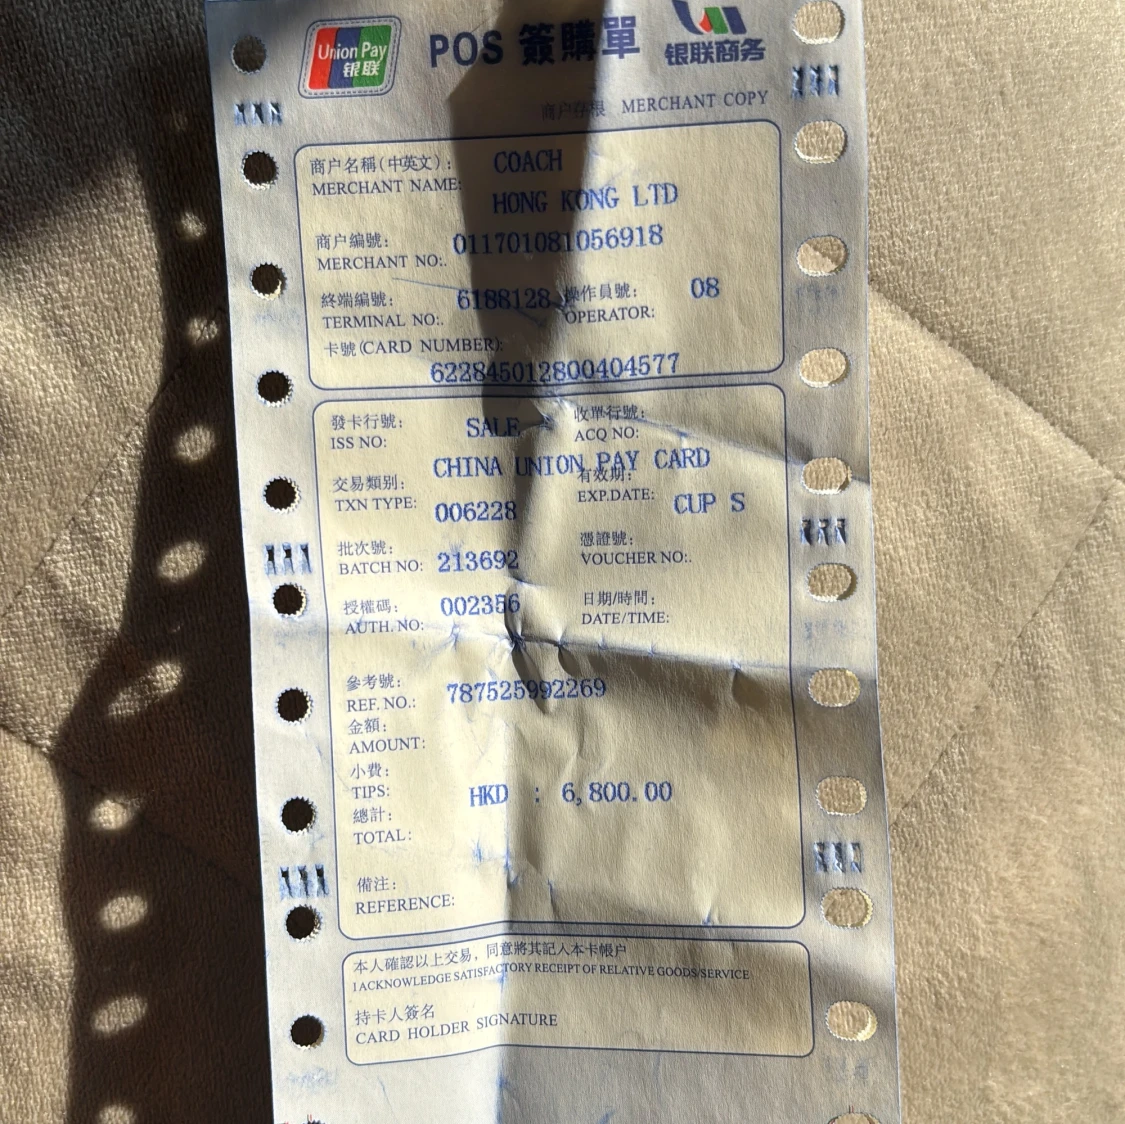 Union Pay
银联
POS 簽購單
银联商务
商户存根 MERCHANT COPY
商户名稱(中英文): COACH
MERCHANT NAME:
HONG KONG LTD
商户編號: 011701081056918
MERCHANT NO:.
終端編號: 6188128 操作員號: 08
TERMINAL NO:. OPERATOR:
卡號(CARD NUMBER):
622845012800404577
發卡行號: SALE 收單行號:
ISS NO: ACQ NO:
CHINA UNION PAY CARD
交易類别: 有效期:
TXN TYPE: 006228 EXP.DATE: CUP S
批次號: 憑證號:
BATCH NO: 213692 VOUCHER NO:.
授權碼: 002356 日期/時間:
AUTH. NO: DATE/TIME:
參考號:
REF. NO.: 787525992269
金額:
AMOUNT:
小費:
TIPS: HKD : 6,800.00
總計:
TOTAL:
備注:
REFERENCE:
本人確認以上交易, 同意將其記入本卡帳户
I ACKNOWLEDGE SATISFACTORY RECEIPT OF RELATIVE GOODS/SERVICE
持卡人簽名
CARD HOLDER SIGNATURE